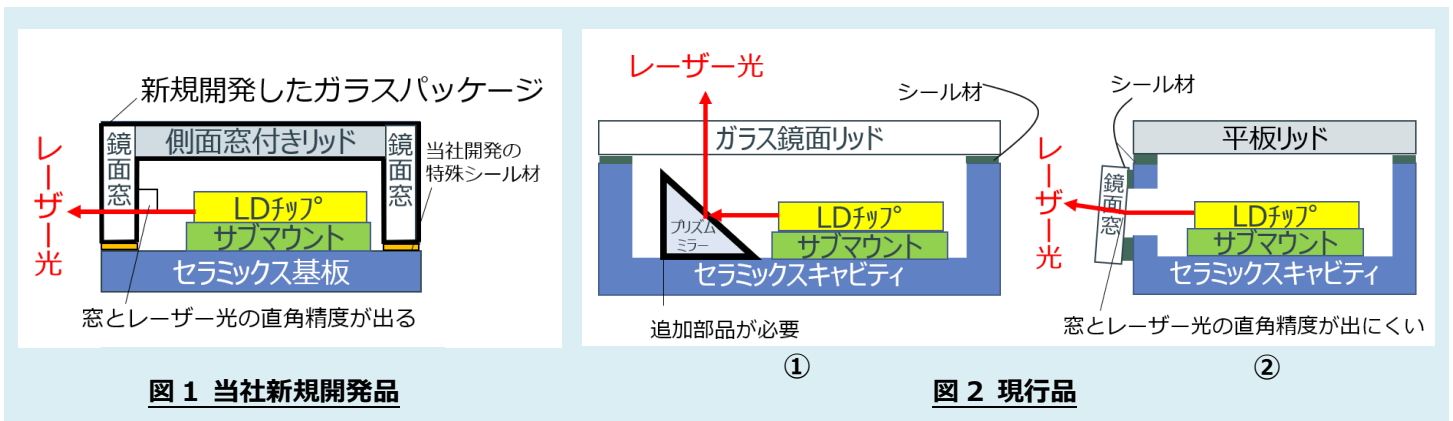 新規開発したガラスパッケージ
側面窓付きリッド
鏡面窓
鏡面窓
当社開発の
特殊シール材
レーザー光
LDチップ
サブマウント
セラミックス基板
窓とレーザー光の直角精度が出る
図1 当社新規開発品
レーザー光
シール材
ガラス鏡面リッド
プリズム
ミラー
LDチップ
サブマウント
セラミックスキャビティ
追加部品が必要
①
シール材
平板リッド
レーザー光
鏡面窓
LDチップ
サブマウント
セラミックスキャビティ
窓とレーザー光の直角精度が出にくい
②
図2 現行品